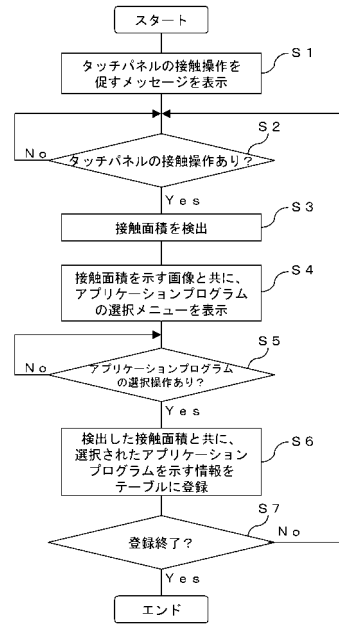 スタート
S1
タッチパネルの接触操作を
促すメッセージを表示
S2
タッチパネルの接触操作あり？
No
Yes
S3
接触面積を検出
S4
接触面積を示す画像と共に、
アプリケーションプログラム
の選択メニューを表示
S5
アプリケーションプログラム
の選択操作あり？
No
Yes
S6
検出した接触面積と共に、
選択されたアプリケーション
プログラムを示す情報を
テーブルに登録
S7
登録終了？
No
Yes
エンド